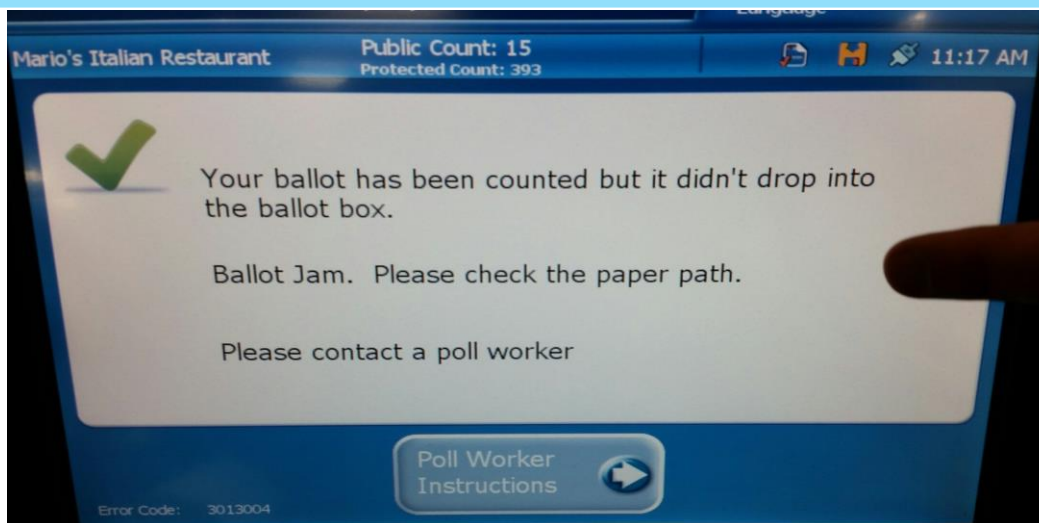 Language
Mario's Italian Restaurant
Public Count: 15
Protected Count: 393
11:17 AM
Your ballot has been counted but it didn't drop into
the ballot box.
Ballot Jam. Please check the paper path.
Please contact a poll worker
Poll Worker
Instructions
Error Code: 3013004